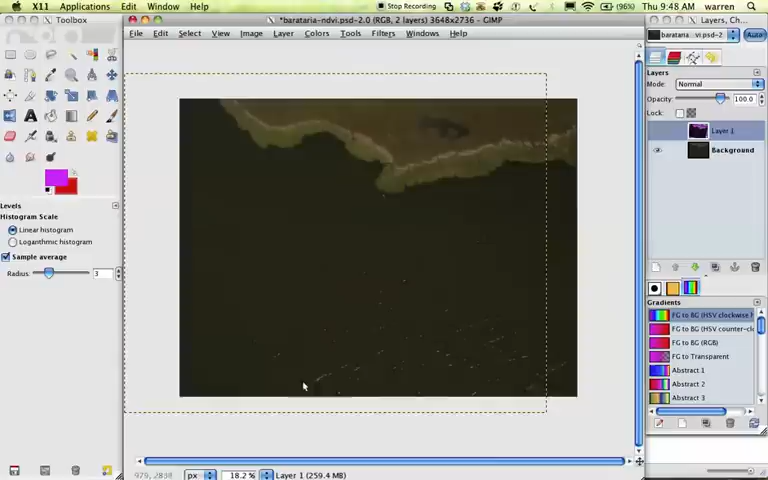 X11 Applications Edit Window Stop Recording (96%) Thu 9:48 AM warren
Toolbox
*barataria-ndvi.psd-2.0 (RGB, 2 layers) 3648x2736 – GIMP
Layers, Ch...
File Edit Select View Image Layer Colors Tools Filters Windows Help
Auto
Layers
Mode: Normal
Opacity: 100.0
Lock:
Layer 1
Background
Levels
Histogram Scale
Linear histogram
Logarithmic histogram
Sample average
Radius: 3
Gradients
FG to BG (HSV clockwise h
FG to BG (HSV counter-clo
FG to BG (RGB)
FG to Transparent
Abstract 1
Abstract 2
Abstract 3
px 18.2% Layer 1 (259.4 MB)